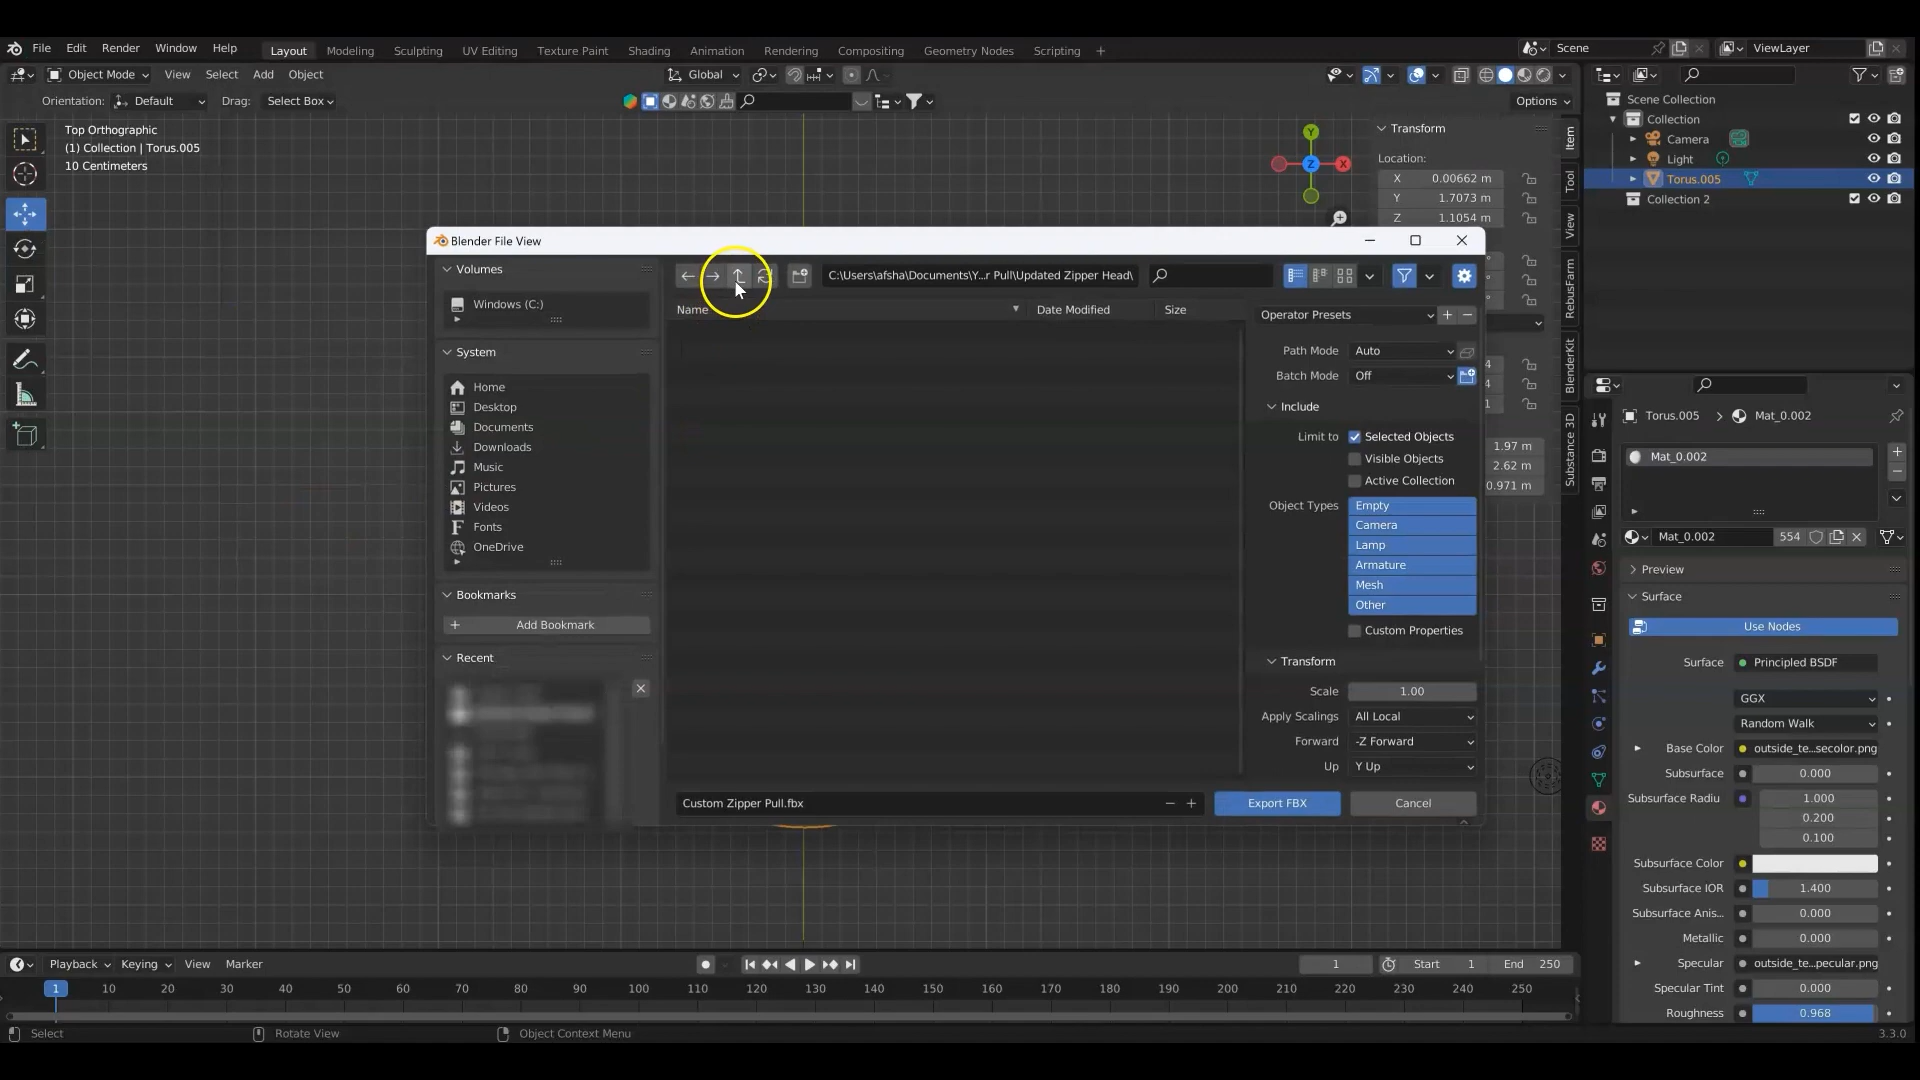 File Edit Render Window Help Layout Modeling Sculpting UV Editing Texture Paint Shading Animation Rendering Compositing Geometry Nodes Scripting + Scene ViewLayer
Object Mode View Select Add Object Global
Orientation: Default Drag: Select Box Options
Top Orthographic
(1) Collection | Torus.005
10 Centimeters
Y
X
Z
Transform
Location:
X 0.00662 m
Y 1.7073 m
Z 1.1054 m
4
4
1
1.97 m
2.62 m
0.971 m
Item
Tool
View
RebusFarm
BlenderKit
Substance 3D
Scene Collection
Collection
Camera
Light
Torus.005
Collection 2
Blender File View
Volumes
Windows (C:)
System
Home
Desktop
Documents
Downloads
Music
Pictures
Videos
Fonts
OneDrive
Bookmarks
Add Bookmark
Recent
C:\Users\afsha\Documents\Y...r Pull\Updated Zipper Head\
Name Date Modified Size
Operator Presets
Path Mode Auto
Batch Mode Off
Include
Limit to Selected Objects
Visible Objects
Active Collection
Object Types Empty
Camera
Lamp
Armature
Mesh
Other
Custom Properties
Transform
Scale 1.00
Apply Scalings All Local
Forward -Z Forward
Up Y Up
Custom Zipper Pull.fbx
Export FBX Cancel
Torus.005 > Mat_0.002
Mat_0.002
Mat_0.002 554
Preview
Surface
Use Nodes
Surface Principled BSDF
GGX
Random Walk
Base Color outside_te...secolor.png
Subsurface 0.000
Subsurface Radiu 1.000
0.200
0.100
Subsurface Color
Subsurface IOR 1.400
Subsurface Anis... 0.000
Metallic 0.000
Specular outside_te...pecular.png
Specular Tint 0.000
Roughness 0.968
Playback Keying View Marker 1 Start 1 End 250
1 10 20 30 40 50 60 70 80 90 100 110 120 130 140 150 160 170 180 190 200 210 220 230 240 250
Select Rotate View Object Context Menu 3.3.0